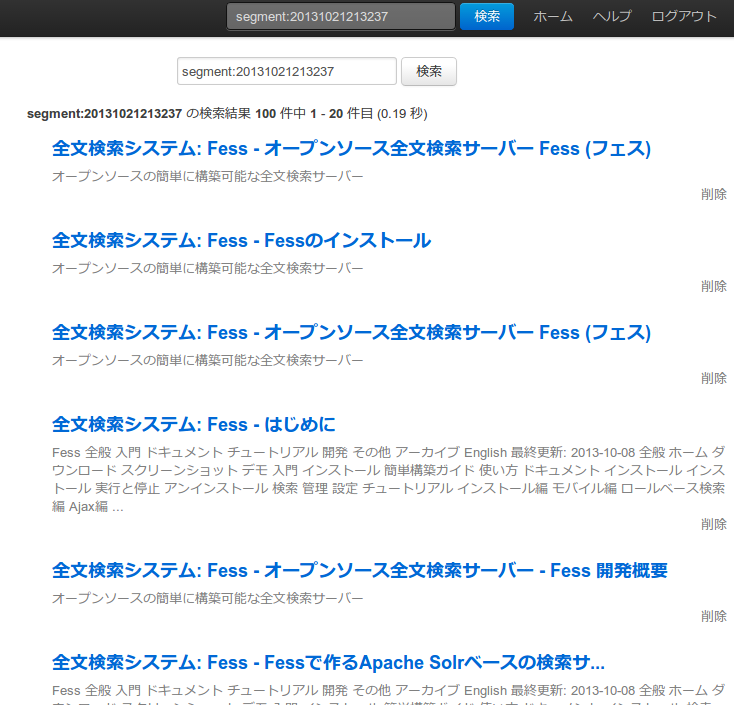 segment:20131021213237 検索 ホーム ヘルプ ログアウト
segment:20131021213237 検索
segment:20131021213237 の検索結果 100 件中 1 - 20 件目 (0.19 秒)
全文検索システム: Fess - オープンソース全文検索サーバー Fess (フェス)
オープンソースの簡単に構築可能な全文検索サーバー
削除
全文検索システム: Fess - Fessのインストール
オープンソースの簡単に構築可能な全文検索サーバー
削除
全文検索システム: Fess - オープンソース全文検索サーバー Fess (フェス)
オープンソースの簡単に構築可能な全文検索サーバー
削除
全文検索システム: Fess - はじめに
Fess 全般 入門 ドキュメント チュートリアル 開発 その他 アーカイブ English 最終更新: 2013-10-08 全般 ホーム ダ
ウンロード スクリーンショット デモ 入門 インストール 簡単構築ガイド 使い方 ドキュメント インストール インス
トール 実行と停止 アンインストール 検索 管理 設定 チュートリアル インストール編 モバイル編 ロールベース検索
編 Ajax編 ...
削除
全文検索システム: Fess - オープンソース全文検索サーバー - Fess 開発概要
オープンソースの簡単に構築可能な全文検索サーバー
削除
全文検索システム: Fess - Fessで作るApache Solrベースの検索サ...
Fess 全般 入門 ドキュメント チュートリアル 開発 その他 アーカイブ English 最終更新: 2013-10-08 全般 ホーム ダ